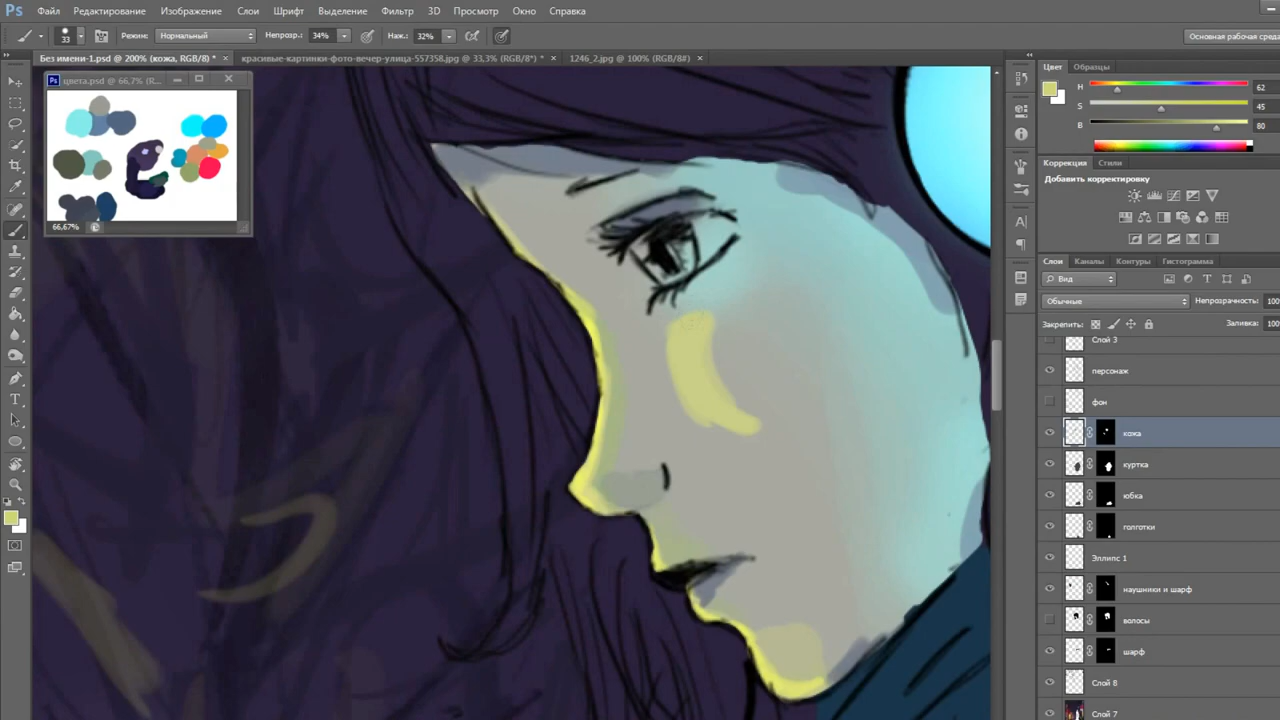 Ps Файл Редактирование Изображение Слои Шрифт Выделение Фильтр 3D Просмотр Окно Справка
33 Режим: Нормальный Непрозр.: 34% Наж.: 32% Основная рабочая среда
Без имени-1.psd @ 200% (кожа, RGB/8) * × красивые-картинки-фото-вечер-улица-557358.jpg @ 33,3% (RGB/8*) * × 1246_2.jpg @ 100% (RGB/8#) ×
Ps цвета.psd @ 66,7% (R...
66,67%
Цвет Образцы
H 62
S 45
B 80
Коррекция Стили
Добавить корректировку
Слои Каналы Контуры Гистограмма
Вид
Обычные Непрозрачность: 100
Закрепить: Заливка: 100
Слой 3
персонаж
фон
кожа
куртка
юбка
голготки
Эллипс 1
наушники и шарф
волосы
шарф
Слой 8
Слой 7